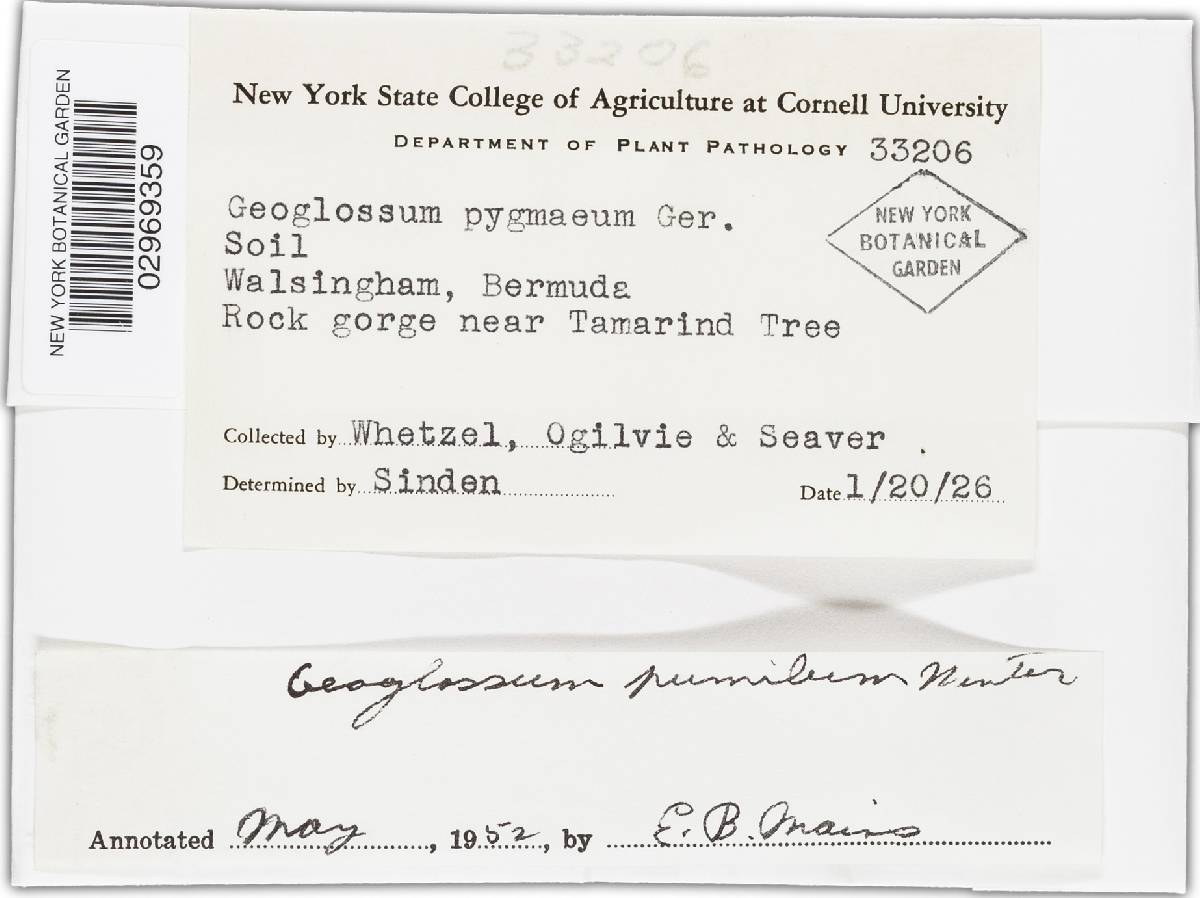 33206
New York State College of Agriculture at Cornell University
Department of Plant Pathology 33206
Geoglossum pygmaeum Ger.
Soil
Walsingham, Bermuda
Rock gorge near Tamarind Tree
NEW YORK
BOTANICAL
GARDEN
Collected by Whetzel, Ogilvie & Seaver .
Determined by Sinden
Date 1/20/26
NEW YORK BOTANICAL GARDEN
02969359
Geoglossum pumilum Winter
Annotated May, 1952, by E. B. Mains